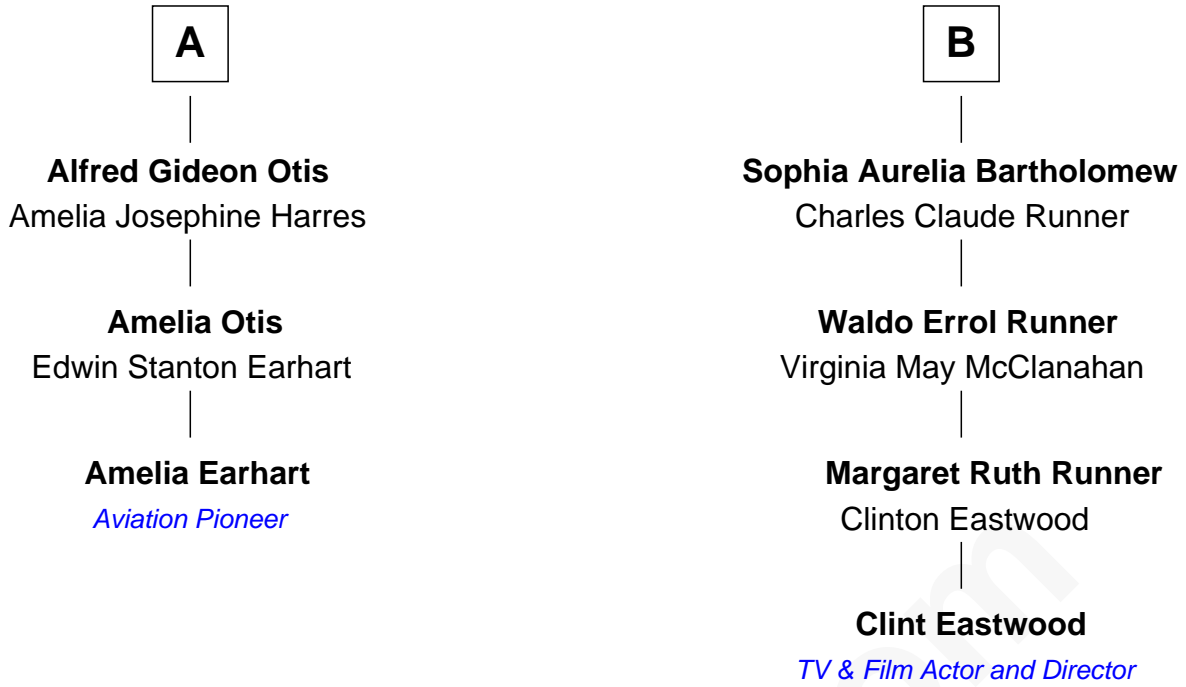 A
Alfred Gideon Otis
Amelia Josephine Harres
Amelia Otis
Edwin Stanton Earhart
Amelia Earhart
Aviation Pioneer
B
Sophia Aurelia Bartholomew
Charles Claude Runner
Waldo Errol Runner
Virginia May McClanahan
Margaret Ruth Runner
Clinton Eastwood
Clint Eastwood
TV & Film Actor and Director